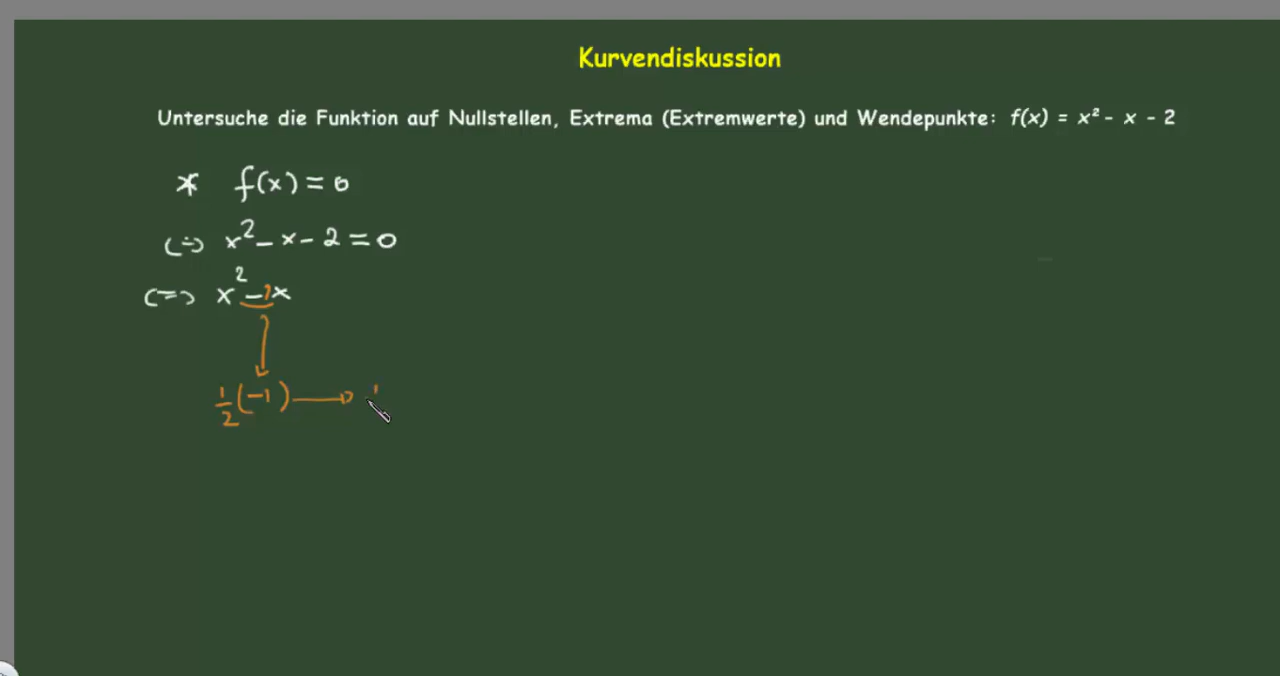 Kurvendiskussion
Untersuche die Funktion auf Nullstellen, Extrema (Extremwerte) und Wendepunkte: f(x) = x² - x - 2
* f(x) = 0
(=) x² - x - 2 = 0
(=) x² - 1x
1/2 (-1)